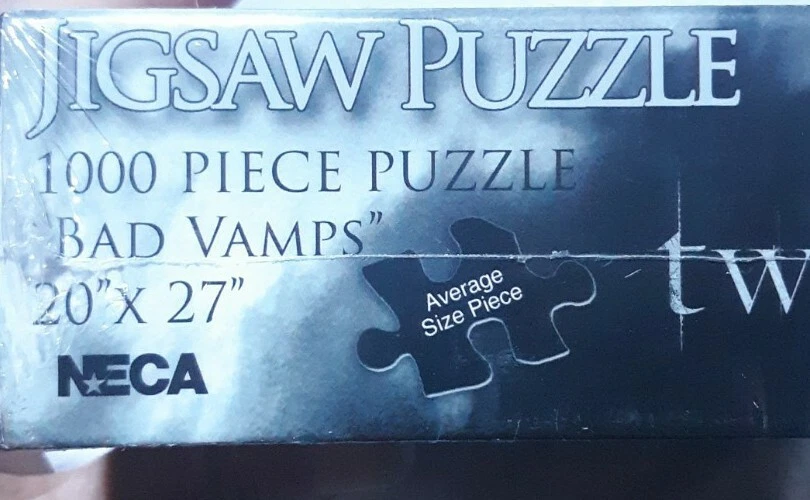 JIGSAW PUZZLE
1000 PIECE PUZZLE
"BAD VAMPS"
20"X 27"
Average
Size Piece
tw
NECA